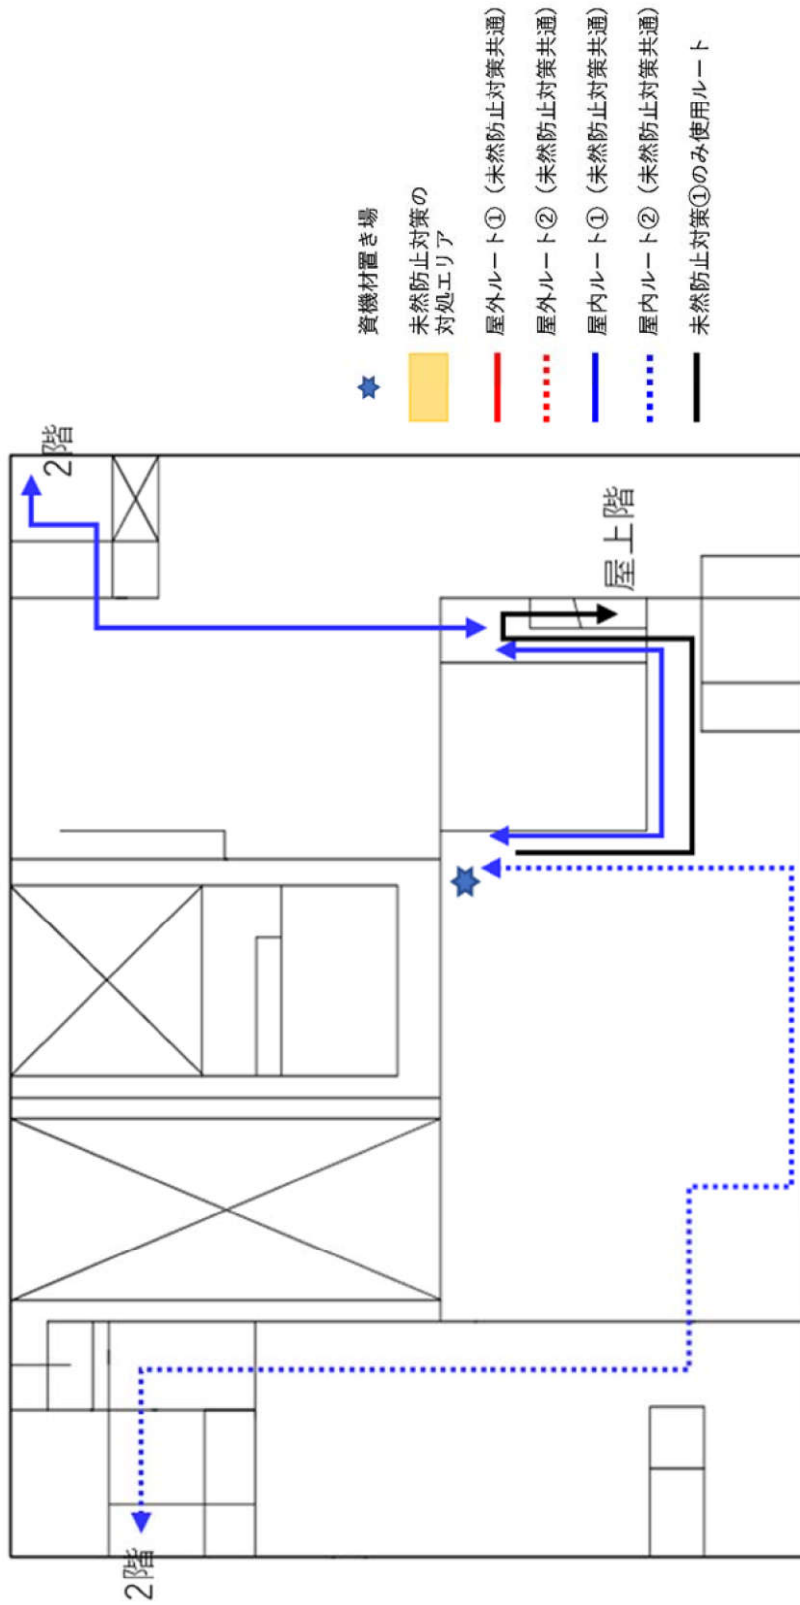 2階
2階
屋上階
資機材置き場
未然防止対策の
対処エリア
屋外ルート①（未然防止対策共通）
屋外ルート②（未然防止対策共通）
屋内ルート①（未然防止対策共通）
屋内ルート②（未然防止対策共通）
未然防止対策①のみ使用ルート